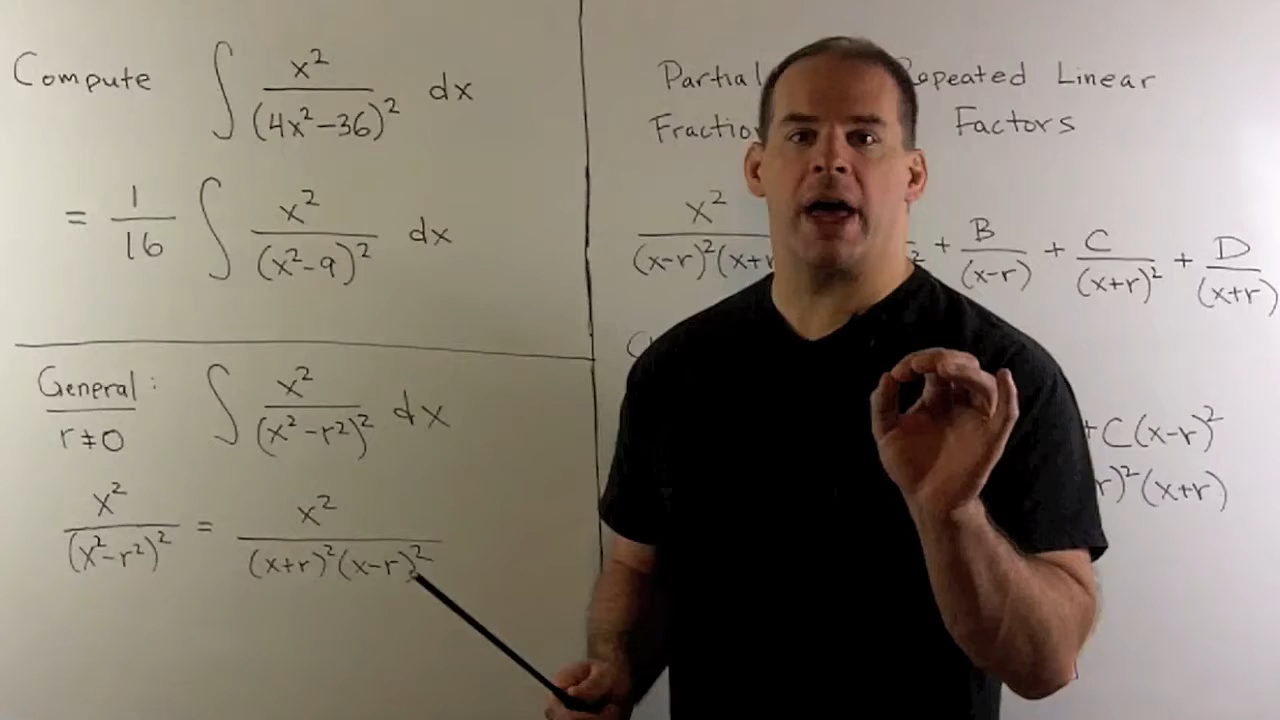 Compute ∫ x²/(4x²-36)² dx
= 1/16 ∫ x²/(x²-9)² dx
General: r≠0 ∫ x²/(x²-r²)² dx
x²/(x²-r²)² = x²/((x+r)²(x-r)²)
Partial Repeated Linear
Fraction Factors
x²/((x-r)²(x+r + B/(x-r) + C/(x+r)² + D/(x+r)
+C(x-r)²
r)²(x+r)